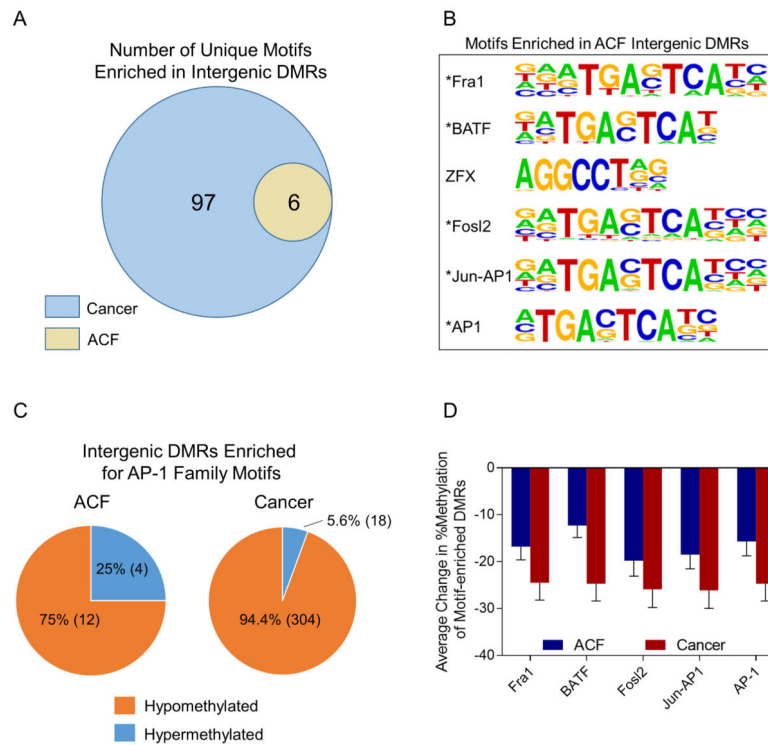 A
Number of Unique Motifs
Enriched in Intergenic DMRs
97
6
Cancer
ACF
B
Motifs Enriched in ACF Intergenic DMRs
*Fra1
*BATF
ZFX
*Fosl2
*Jun-AP1
*AP1
C
Intergenic DMRs Enriched
for AP-1 Family Motifs
ACF
Cancer
25% (4)
75% (12)
5.6% (18)
94.4% (304)
Hypomethylated
Hypermethylated
D
Average Change in %Methylation
of Motif-enriched DMRs
0
-10
-20
-30
-40
ACF
Cancer
Fra1
BATF
Fosl2
Jun-AP1
AP-1